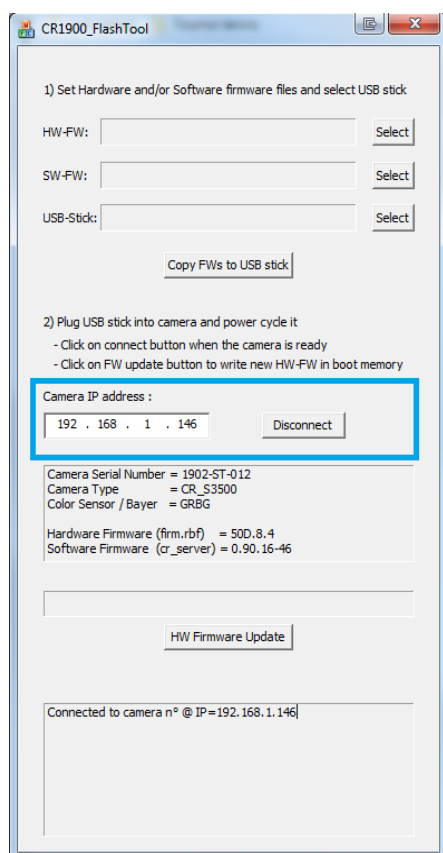 CR1900_FlashTool
1) Set Hardware and/or Software firmware files and select USB stick
HW-FW: Select
SW-FW: Select
USB-Stick: Select
Copy FWs to USB stick
2) Plug USB stick into camera and power cycle it
- Click on connect button when the camera is ready
- Click on FW update button to write new HW-FW in boot memory
Camera IP address :
192 . 168 . 1 . 146 Disconnect
Camera Serial Number = 1902-ST-012
Camera Type = CR_S3500
Color Sensor / Bayer = GRBG
Hardware Firmware (firm.rbf) = 50D.8.4
Software Firmware (cr_server) = 0.90.16-46
HW Firmware Update
Connected to camera n° @ IP=192.168.1.146